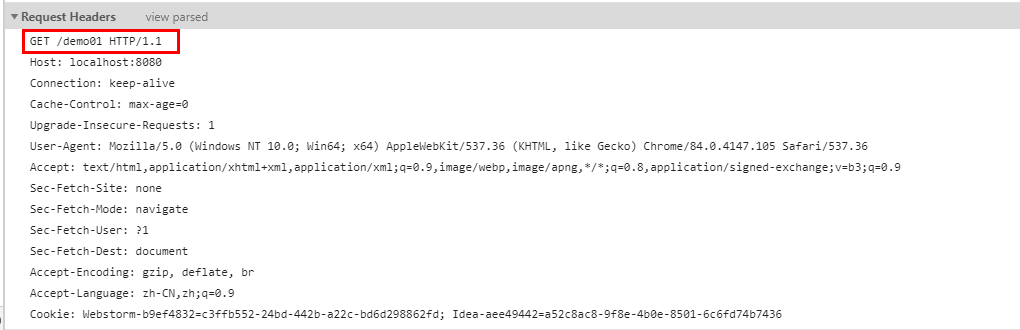 Request Headers view parsed
GET /demo01 HTTP/1.1
Host: localhost:8080
Connection: keep-alive
Cache-Control: max-age=0
Upgrade-Insecure-Requests: 1
User-Agent: Mozilla/5.0 (Windows NT 10.0; Win64; x64) AppleWebKit/537.36 (KHTML, like Gecko) Chrome/84.0.4147.105 Safari/537.36
Accept: text/html,application/xhtml+xml,application/xml;q=0.9,image/webp,image/apng,*/*;q=0.8,application/signed-exchange;v=b3;q=0.9
Sec-Fetch-Site: none
Sec-Fetch-Mode: navigate
Sec-Fetch-User: ?1
Sec-Fetch-Dest: document
Accept-Encoding: gzip, deflate, br
Accept-Language: zh-CN,zh;q=0.9
Cookie: Webstorm-b9ef4832=c3ffb552-24bd-442b-a22c-bd6d298862fd; Idea-aee49442=a52c8ac8-9f8e-4b0e-8501-6c6fd74b7436